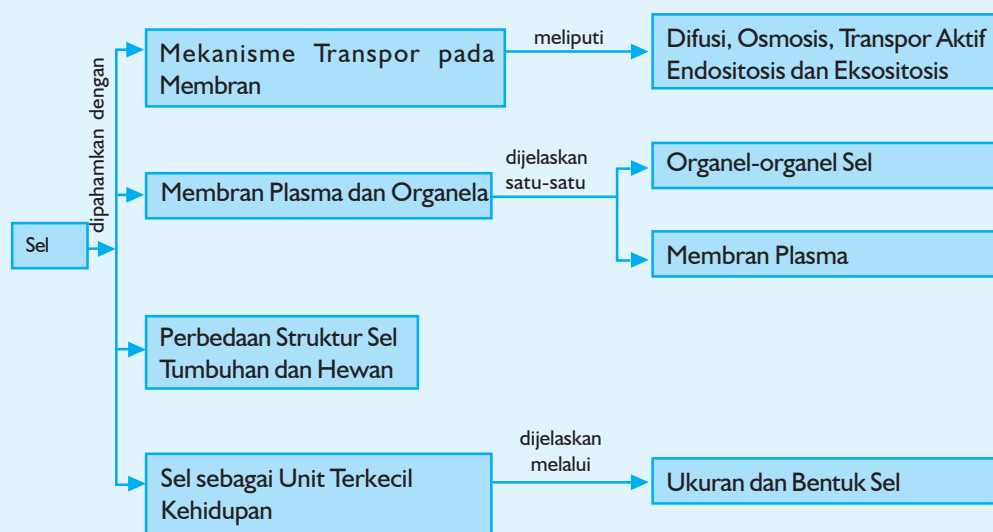 Mekanisme Transpor pada
Membran
meliputi
Difusi, Osmosis, Transpor Aktif
Endositosis dan Eksositosis
dipahamkan dengan
Membran Plasma dan Organela
dijelaskan
satu-satu
Organel-organel Sel
Sel
Membran Plasma
Perbedaan Struktur Sel
Tumbuhan dan Hewan
Sel sebagai Unit Terkecil
Kehidupan
dijelaskan
melalui
Ukuran dan Bentuk Sel